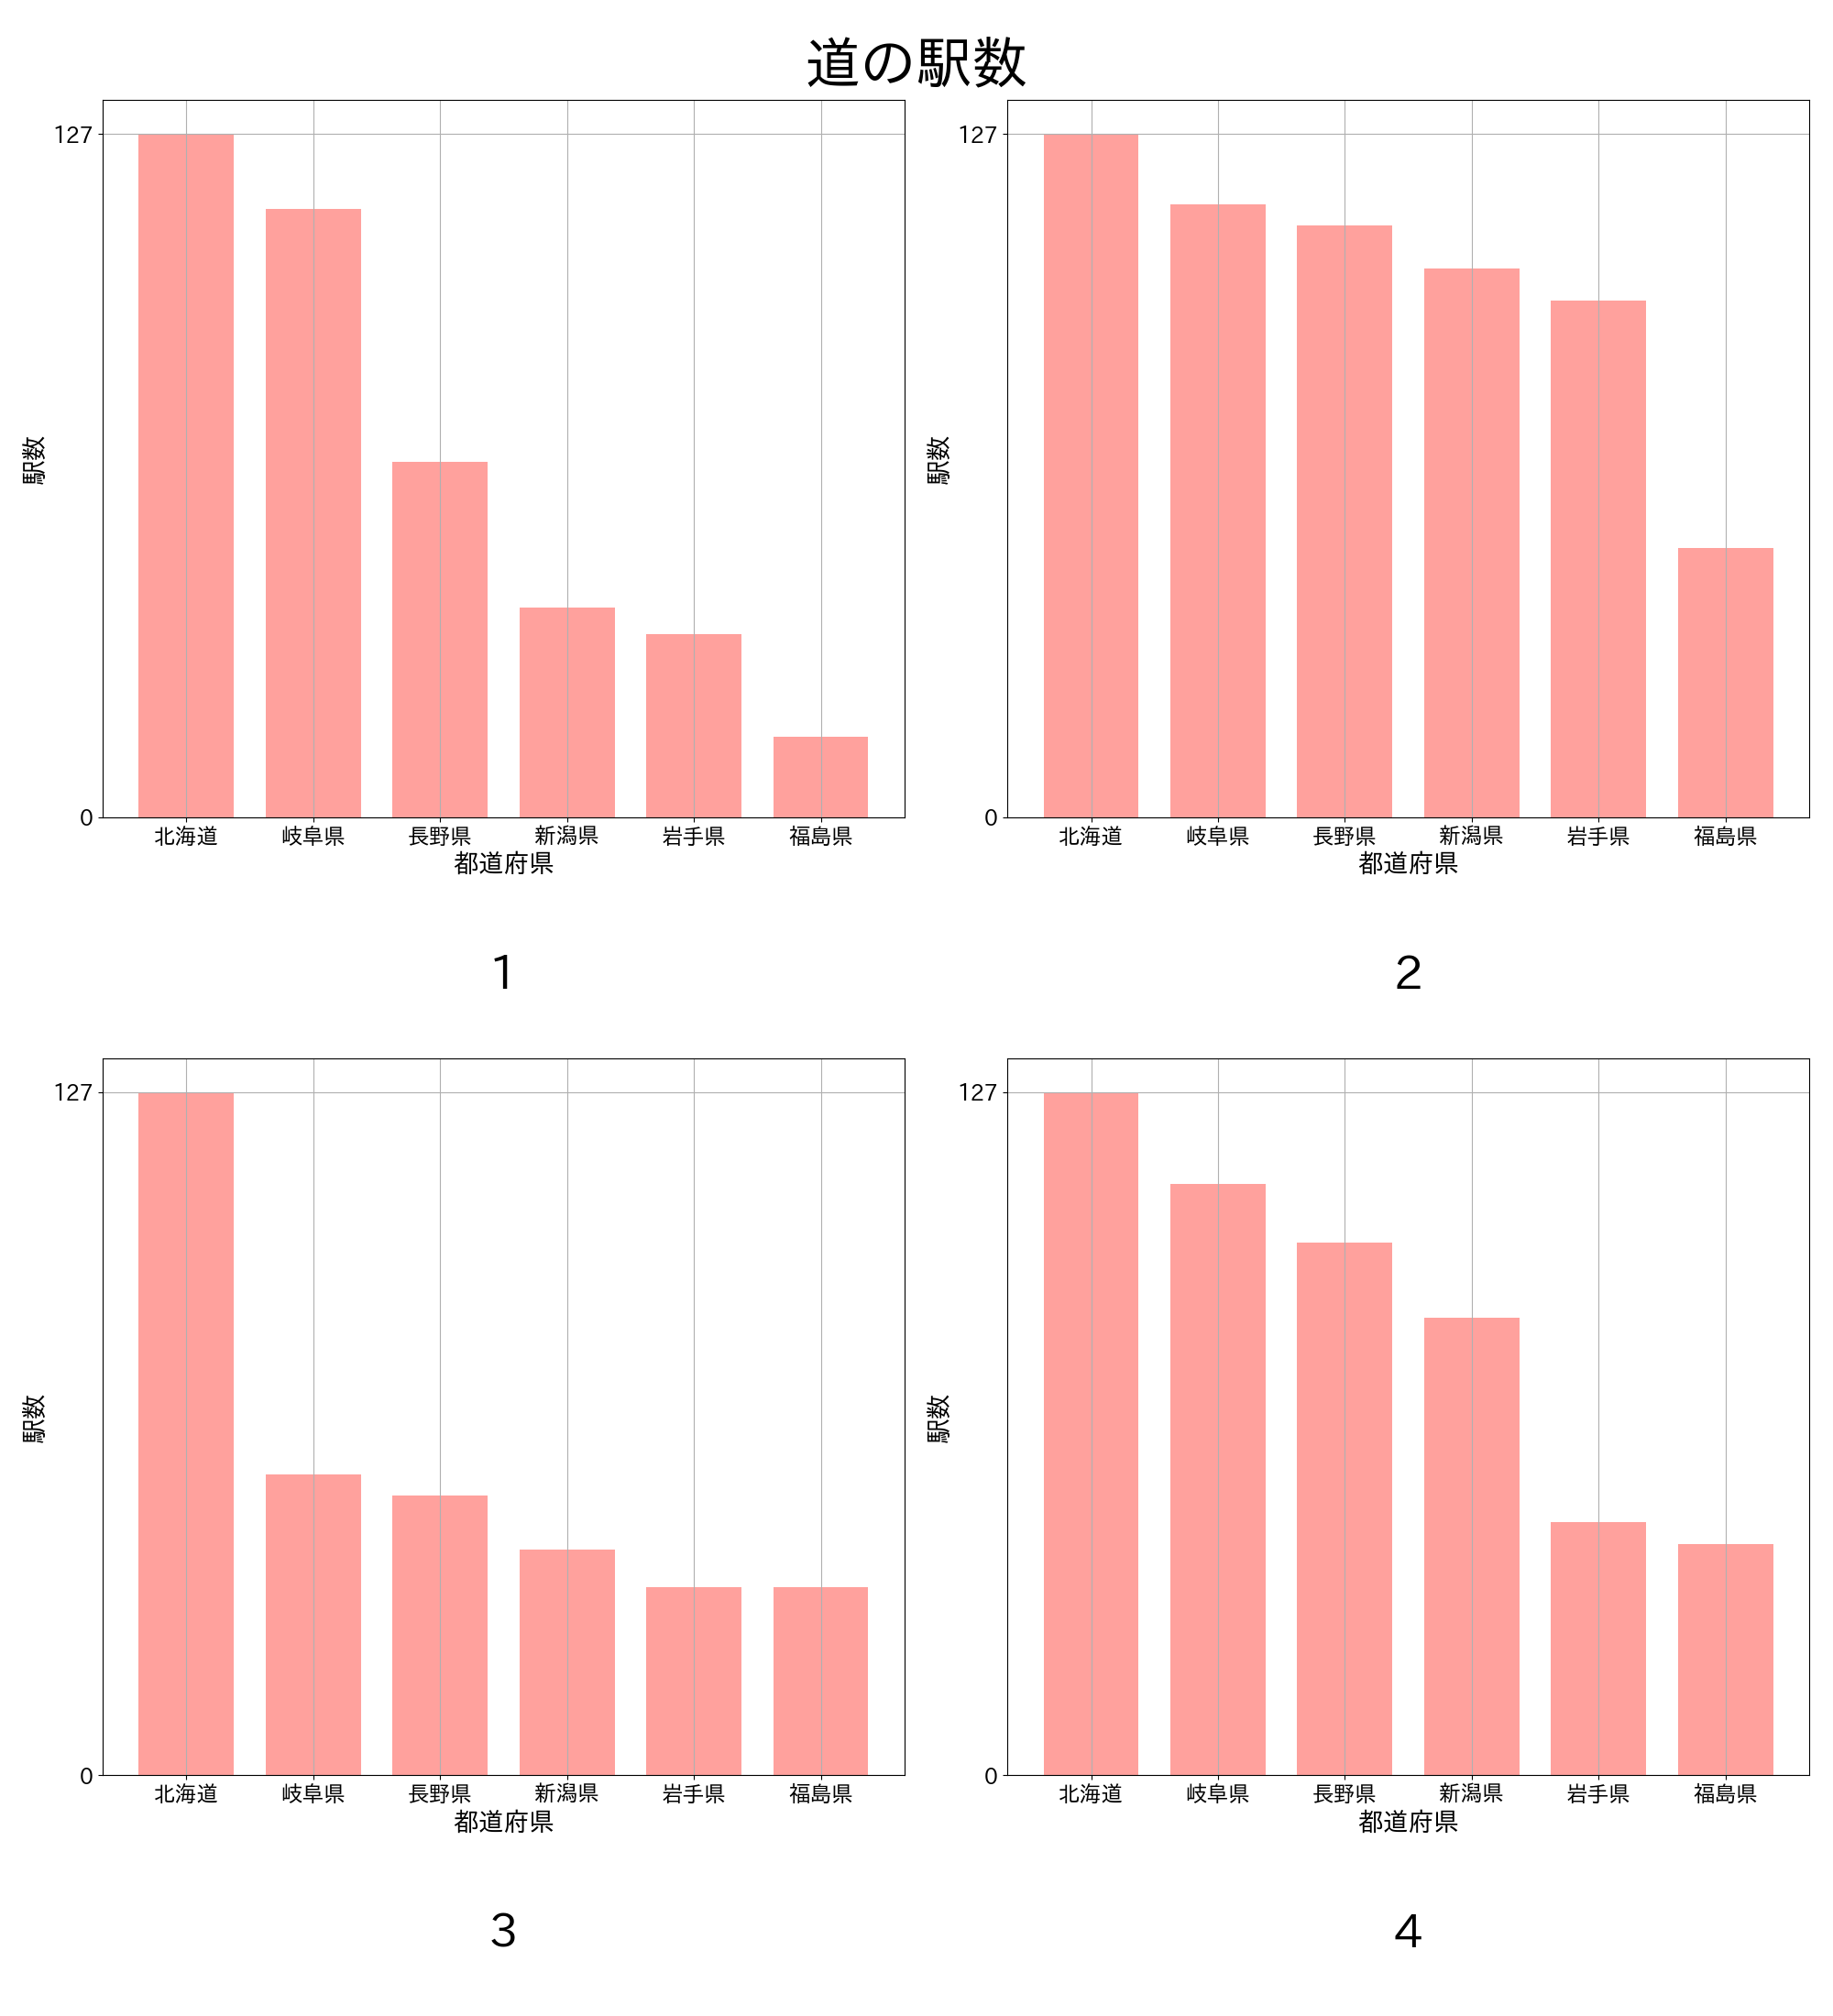 道の駅数
127
駅数
0
北海道 岐阜県 長野県 新潟県 岩手県 福島県
都道府県
1
127
駅数
0
北海道 岐阜県 長野県 新潟県 岩手県 福島県
都道府県
2
127
駅数
0
北海道 岐阜県 長野県 新潟県 岩手県 福島県
都道府県
3
127
駅数
0
北海道 岐阜県 長野県 新潟県 岩手県 福島県
都道府県
4